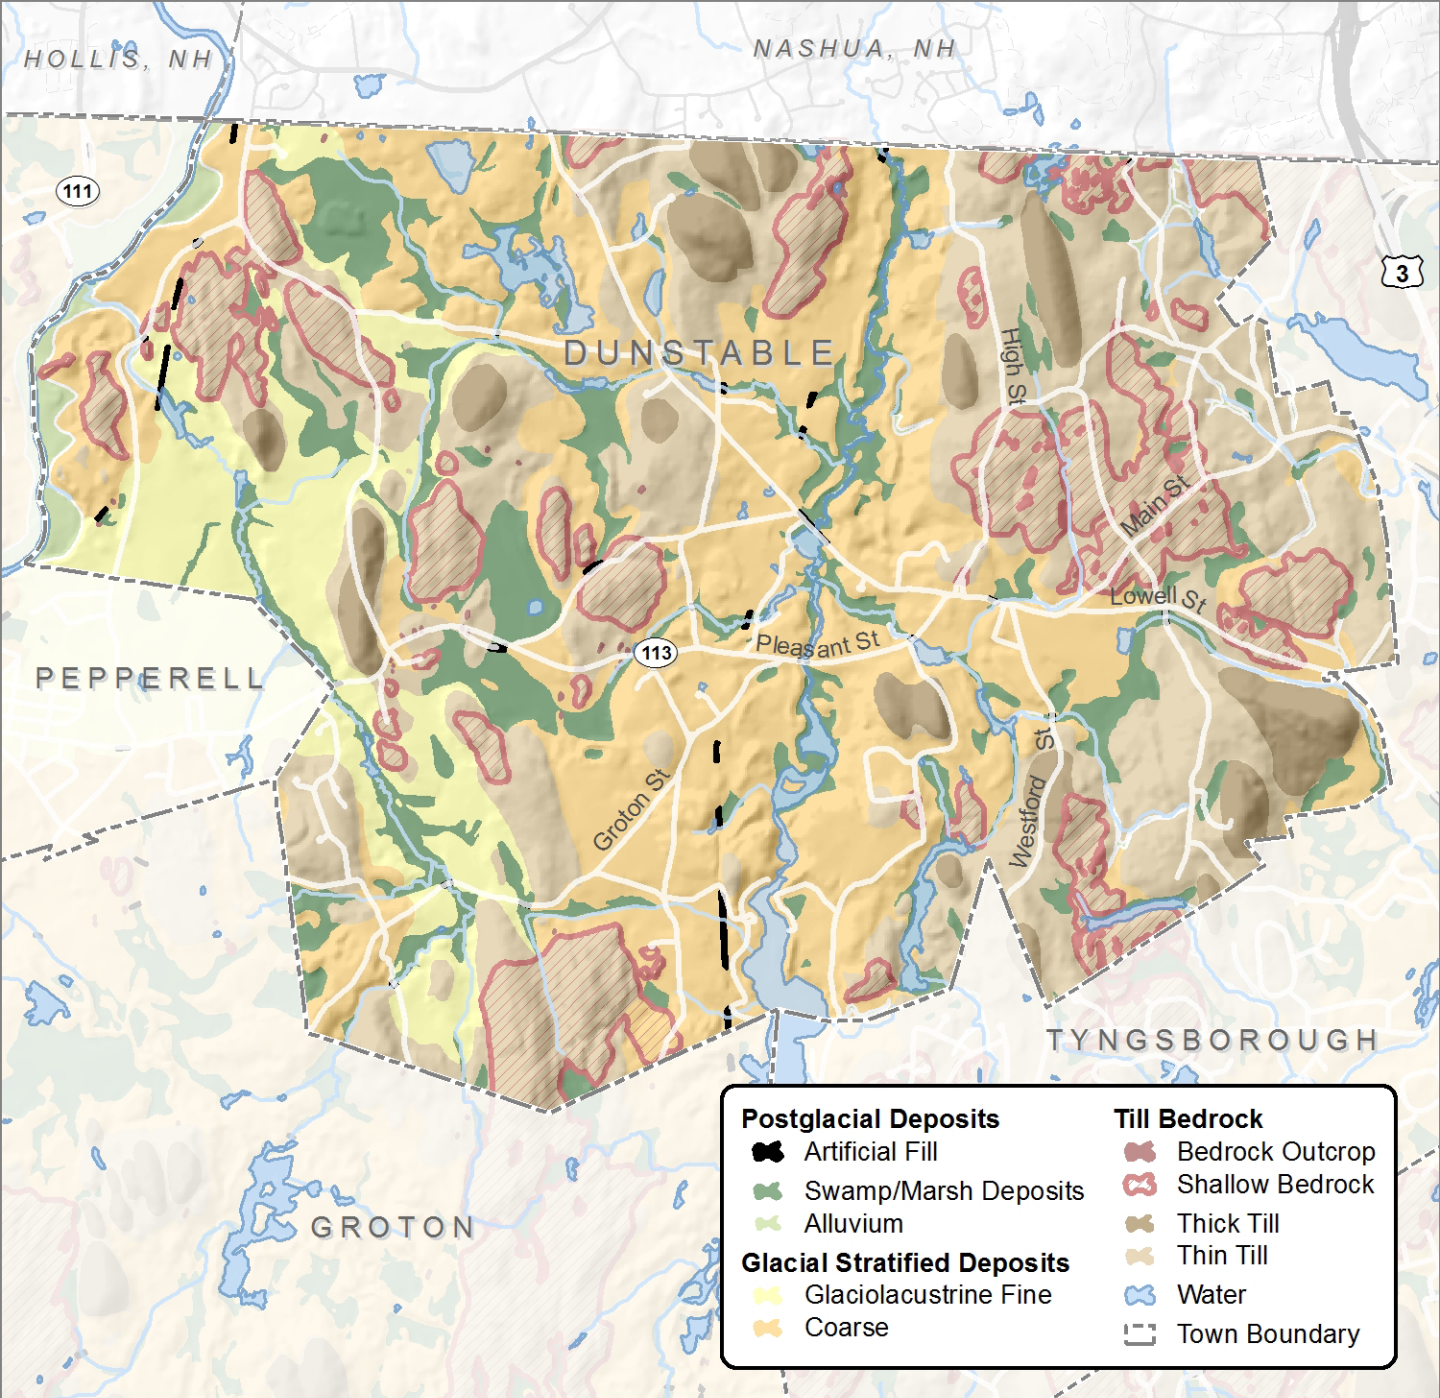 HOLLIS, NH
NASHUA, NH
111
3
DUNSTABLE
High St
Main St
Lowell St
Pleasant St
113
PEPPERELL
Groton St
Westford St
TYNGSBOROUGH
GROTON
Postglacial Deposits
Artificial Fill
Swamp/Marsh Deposits
Alluvium
Glacial Stratified Deposits
Glaciolacustrine Fine
Coarse
Till Bedrock
Bedrock Outcrop
Shallow Bedrock
Thick Till
Thin Till
Water
Town Boundary